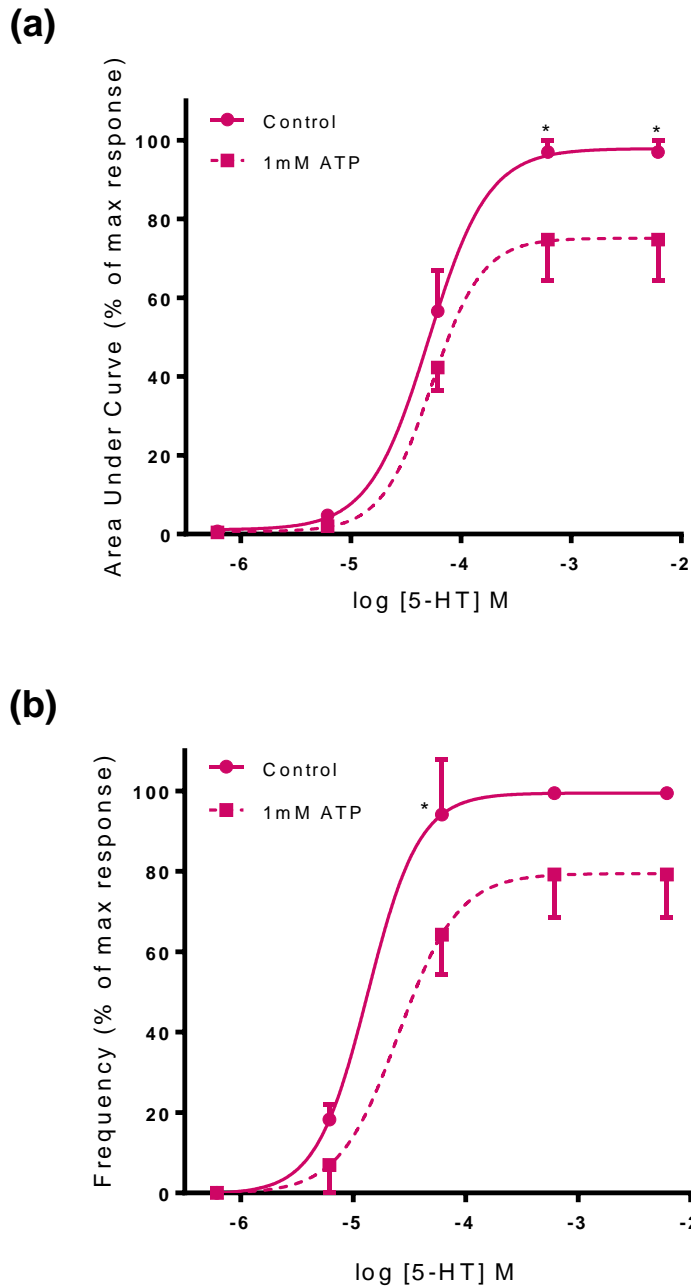 (a)
Control
1mM ATP
* *
100
80
60
40
20
0
Area Under Curve (% of max response)
-6 -5 -4 -3 -2
log [5-HT] M
(b)
Control
1mM ATP
*
100
80
60
40
20
0
Frequency (% of max response)
-6 -5 -4 -3 -2
log [5-HT] M